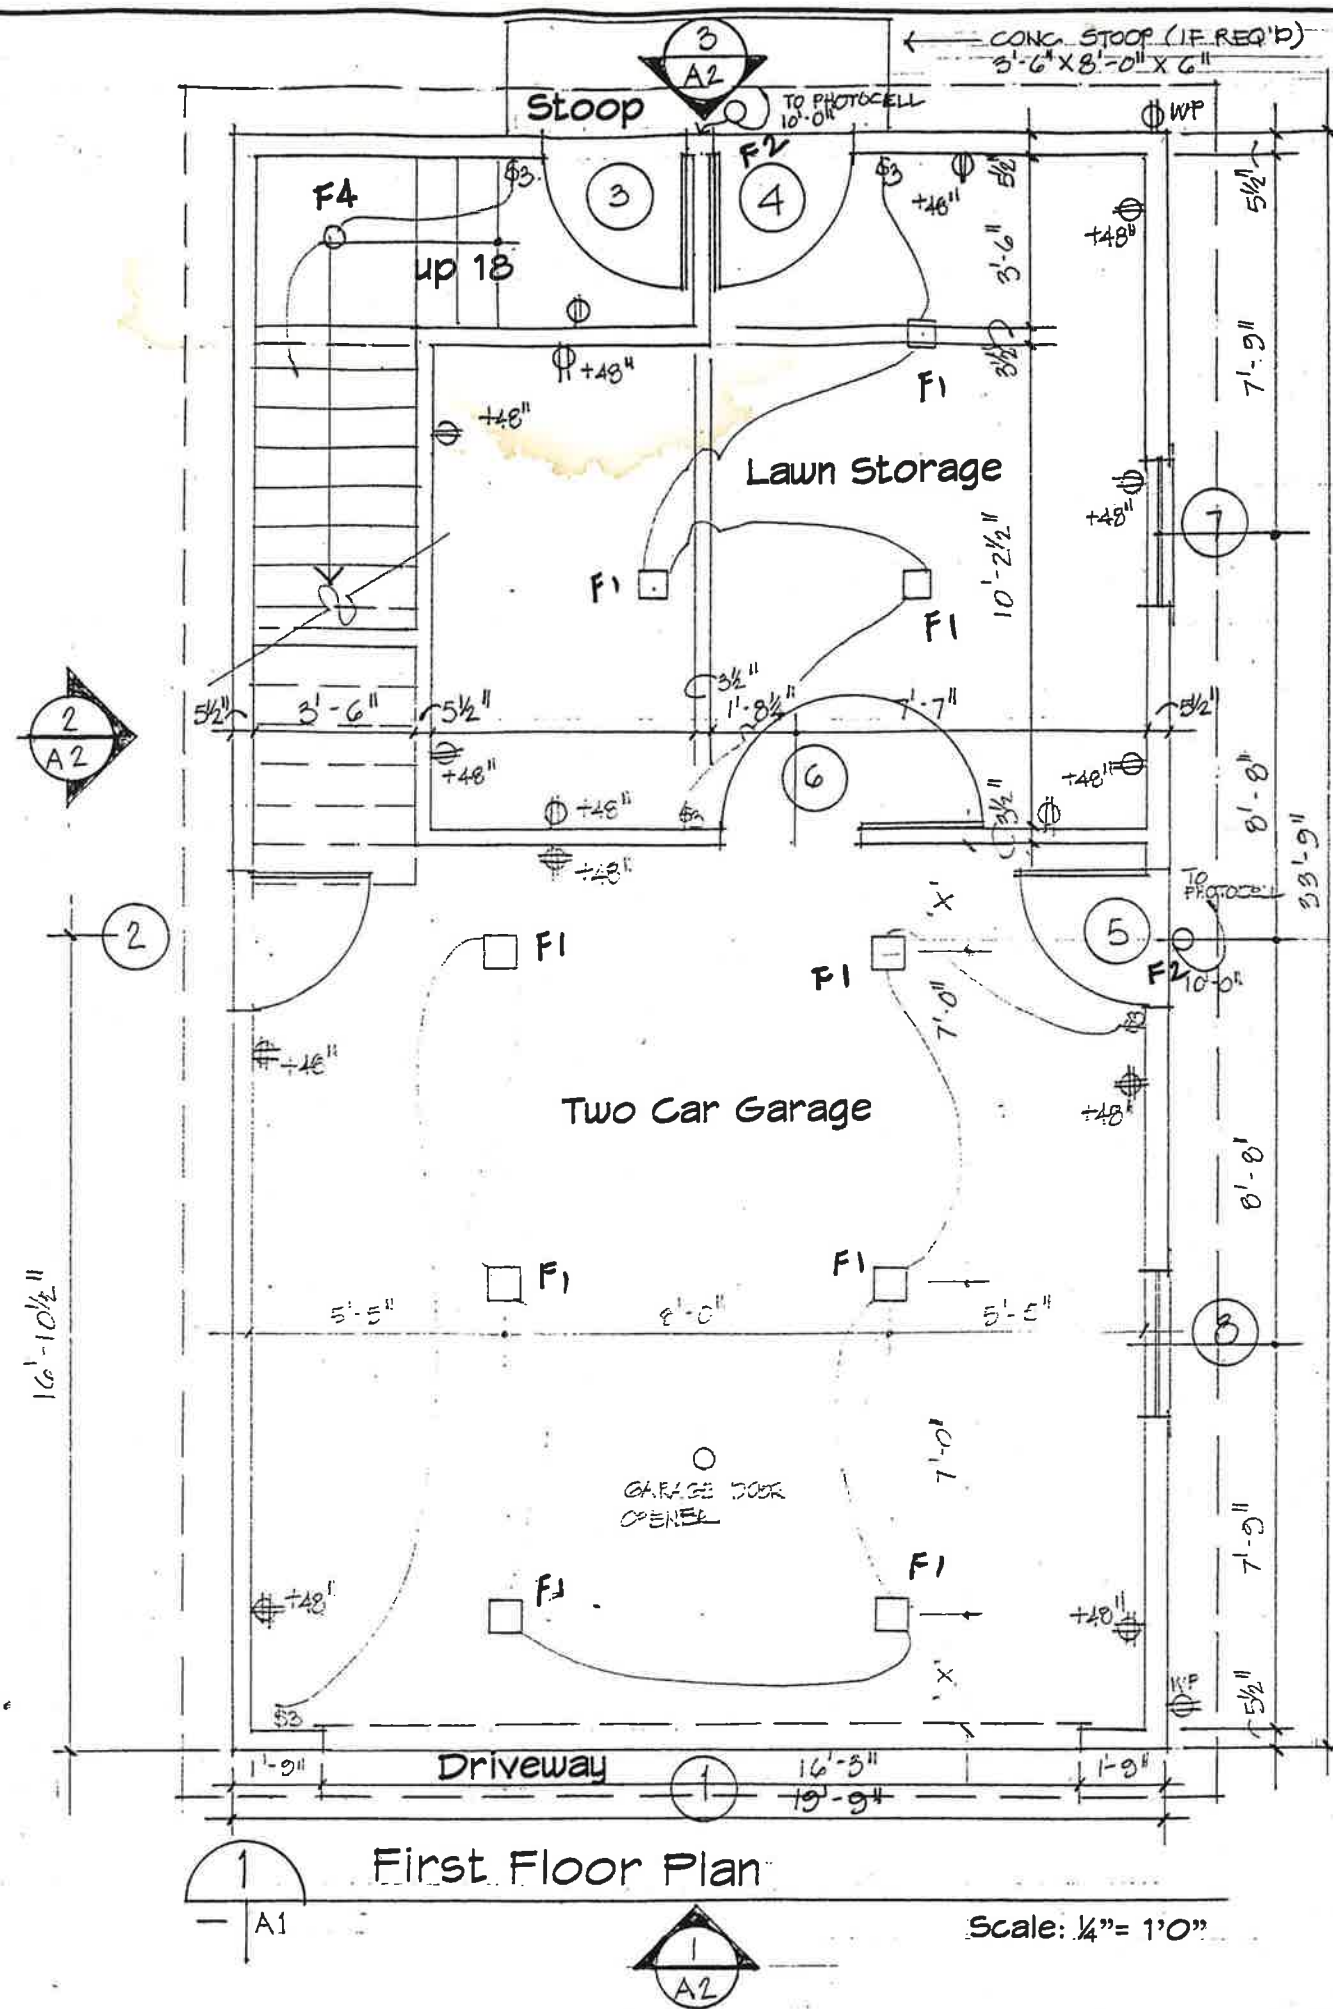 3
A2
CONC. STOOP (IF REQ'D)
3'-6" X 8'-0" X 6"
Stoop
TO PHOTOCELL
10'-0"
WP
F2
F4
$3
3
4
$3
+48"
5½"
+48"
5½"
up 18
3'-6"
3½"
7'-9"
+48"
F1
+48"
Lawn Storage
+48"
7
10'-2½"
F1
F1
2
A2
5½"
3'-6"
5½"
3½"
1'-8½"
7'-7"
5½"
+48"
6
+48"
8'-8"
+48"
$3
3½"
33'-9"
+48"
TO
PHOTOCELL
'X'
2
F1
F1
5
F2
10'-0"
7'-0"
$3
+48"
+48"
Two Car Garage
8'-8"
F1
F1
16'-10½"
5'-5"
8'-0"
5'-5"
8
7'-0"
GARAGE DOOR
OPENER
7'-9"
F1
F1
+48"
+48"
'X'
WP
5½"
$3
1'-9"
Driveway
1
16'-3"
1'-9"
19'-9"
1
First Floor Plan
A1
Scale: ¼"= 1'0"
1
A2